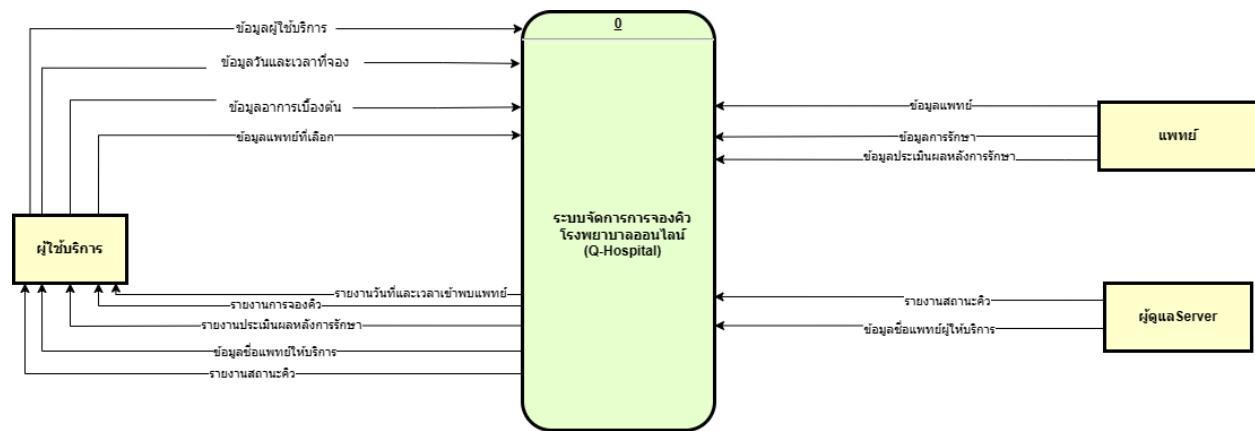 0
ข้อมูลผู้ใช้บริการ
ข้อมูลวันและเวลาที่จอง
ข้อมูลอาการเบื้องต้น
ข้อมูลแพทย์ที่เลือก
ผู้ใช้บริการ
ระบบจัดการการจองคิว
โรงพยาบาลออนไลน์
(Q-Hospital)
ข้อมูลแพทย์
ข้อมูลการรักษา
ข้อมูลประเมินผลหลังการรักษา
แพทย์
รายงานวันที่และเวลาเข้าพบแพทย์
รายงานการจองคิว
รายงานประเมินผลหลังการรักษา
ข้อมูลชื่อแพทย์ให้บริการ
รายงานสถานะคิว
รายงานสถานะคิว
ข้อมูลชื่อแพทย์ผู้ให้บริการ
ผู้ดูแลServer